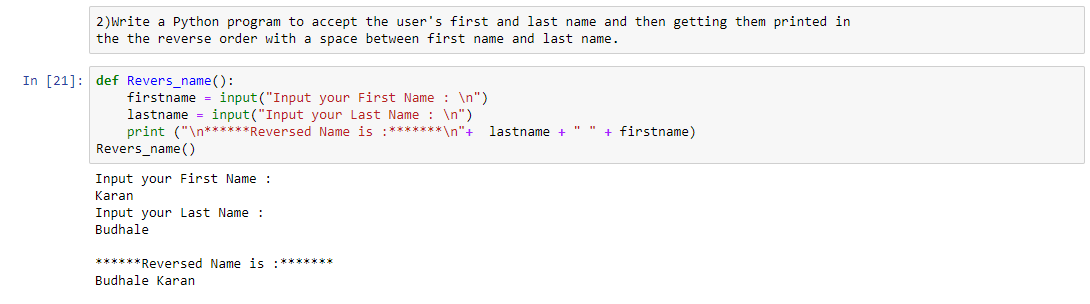 2)Write a Python program to accept the user's first and last name and then getting them printed in
the the reverse order with a space between first name and last name.
In [21]: def Revers_name():
    firstname = input("Input your First Name : \n")
    lastname = input("Input your Last Name : \n")
    print ("\n******Reversed Name is :*******\n"+  lastname + " " + firstname)
Revers_name()
Input your First Name :
Karan
Input your Last Name :
Budhale
******Reversed Name is :*******
Budhale Karan